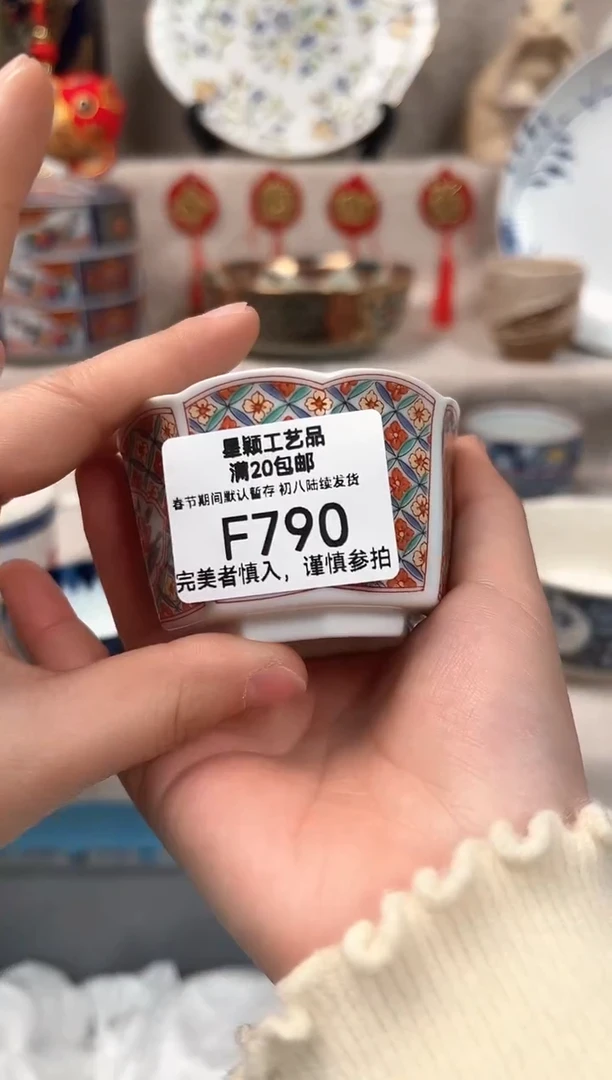 星颖工艺品
满20包邮
春节期间默认暂存 初八陆续发货
F790
完美者慎入，谨慎参拍